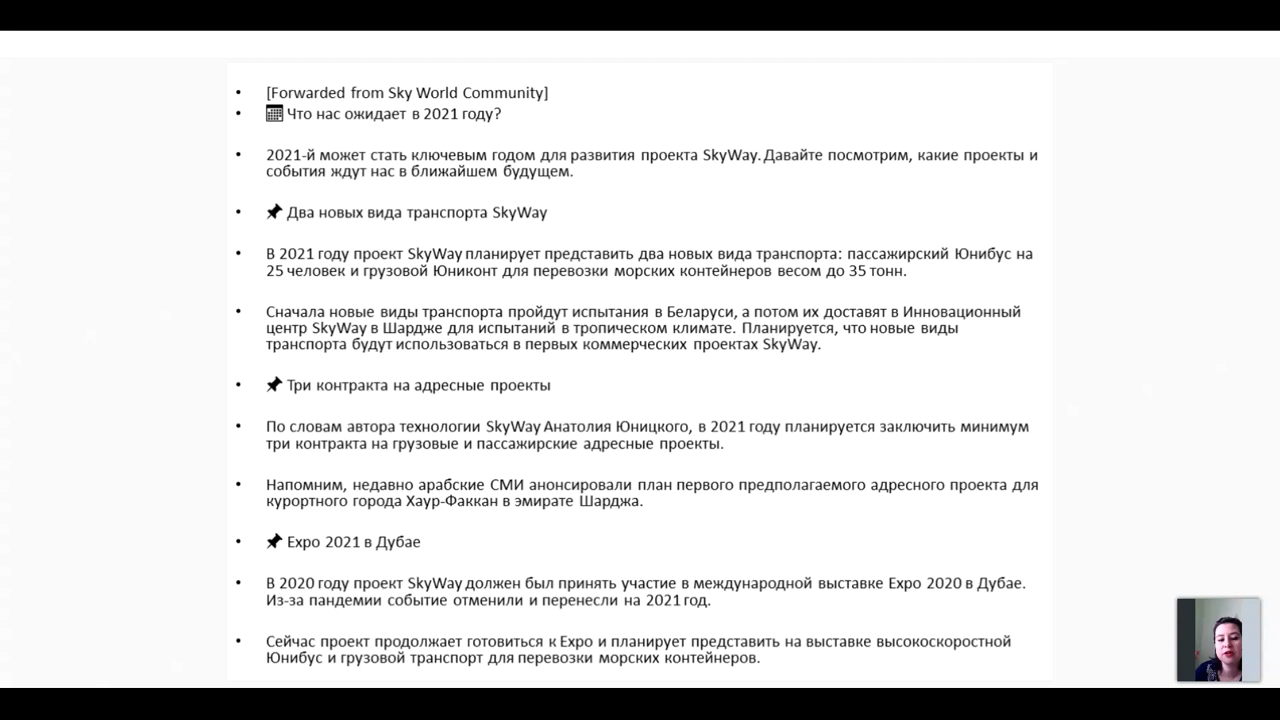 [Forwarded from Sky World Community]
Что нас ожидает в 2021 году?
2021-й может стать ключевым годом для развития проекта SkyWay. Давайте посмотрим, какие проекты и
события ждут нас в ближайшем будущем.
Два новых вида транспорта SkyWay
В 2021 году проект SkyWay планирует представить два новых вида транспорта: пассажирский Юнибус на
25 человек и грузовой Юниконт для перевозки морских контейнеров весом до 35 тонн.
Сначала новые виды транспорта пройдут испытания в Беларуси, а потом их доставят в Инновационный
центр SkyWay в Шардже для испытаний в тропическом климате. Планируется, что новые виды
транспорта будут использоваться в первых коммерческих проектах SkyWay.
Три контракта на адресные проекты
По словам автора технологии SkyWay Анатолия Юницкого, в 2021 году планируется заключить минимум
три контракта на грузовые и пассажирские адресные проекты.
Напомним, недавно арабские СМИ анонсировали план первого предполагаемого адресного проекта для
курортного города Хаур-Факкан в эмирате Шарджа.
Expo 2021 в Дубае
В 2020 году проект SkyWay должен был принять участие в международной выставке Expo 2020 в Дубае.
Из-за пандемии событие отменили и перенесли на 2021 год.
Сейчас проект продолжает готовиться к Expo и планирует представить на выставке высокоскоростной
Юнибус и грузовой транспорт для перевозки морских контейнеров.